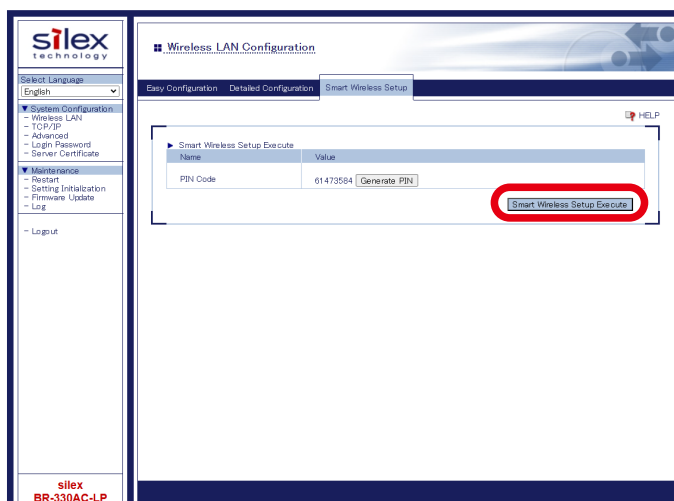 silex
technology
Select Language
English
▼ System Configuration
- Wireless LAN
- TCP/IP
- Advanced
- Login Password
- Server Certificate
▼ Maintenance
- Restart
- Setting Initialization
- Firmware Update
- Log
- Logout
silex
BR-330AC-LP
Wireless LAN Configuration
Easy Configuration Detailed Configuration Smart Wireless Setup
HELP
▶ Smart Wireless Setup Execute
Name Value
PIN Code 61473584 Generate PIN
Smart Wireless Setup Execute